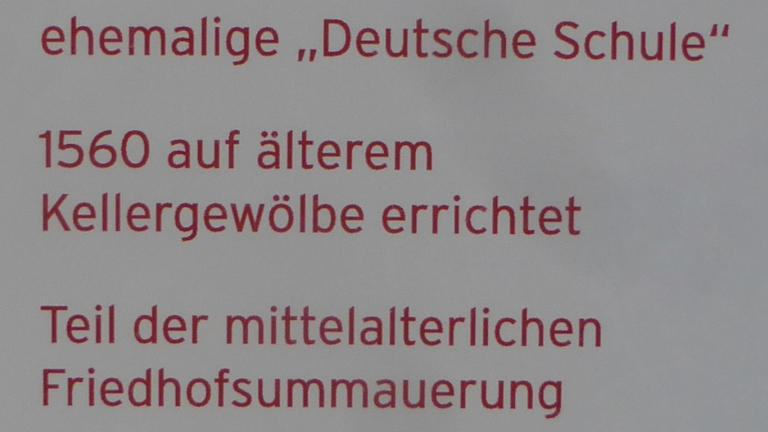 ehemalige „Deutsche Schule“
1560 auf älterem
Kellergewölbe errichtet
Teil der mittelalterlichen
Friedhofsummauerung